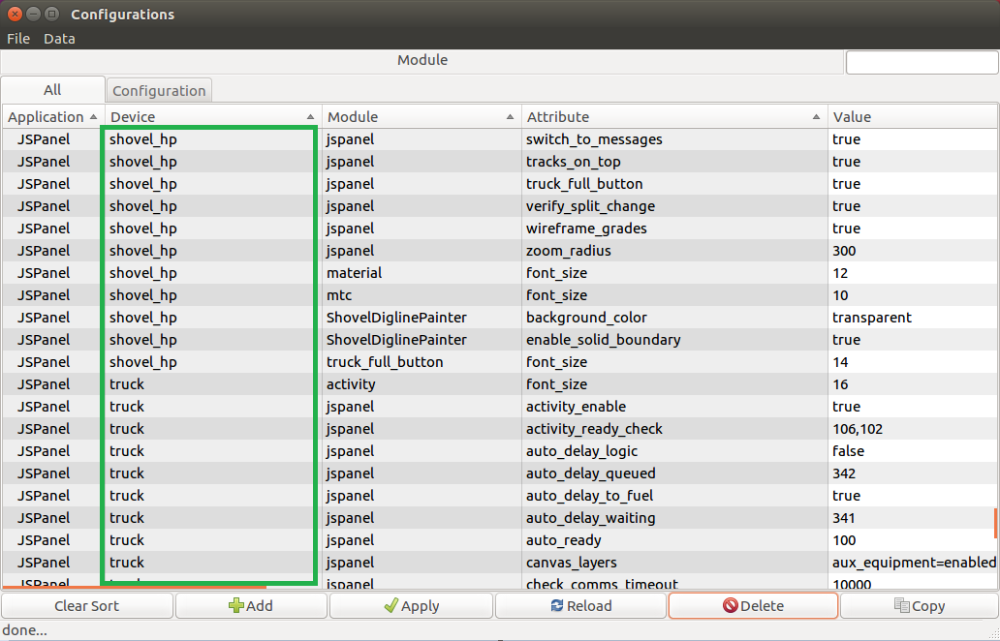 Configurations
File Data
Module
All Configuration
Application Device Module Attribute Value
JSPanel shovel_hp jspanel switch_to_messages true
JSPanel shovel_hp jspanel tracks_on_top true
JSPanel shovel_hp jspanel truck_full_button true
JSPanel shovel_hp jspanel verify_split_change true
JSPanel shovel_hp jspanel wireframe_grades true
JSPanel shovel_hp jspanel zoom_radius 300
JSPanel shovel_hp material font_size 12
JSPanel shovel_hp mtc font_size 10
JSPanel shovel_hp ShovelDiglinePainter background_color transparent
JSPanel shovel_hp ShovelDiglinePainter enable_solid_boundary true
JSPanel shovel_hp truck_full_button font_size 14
JSPanel truck activity font_size 16
JSPanel truck jspanel activity_enable true
JSPanel truck jspanel activity_ready_check 106,102
JSPanel truck jspanel auto_delay_logic false
JSPanel truck jspanel auto_delay_queued 342
JSPanel truck jspanel auto_delay_to_fuel true
JSPanel truck jspanel auto_delay_waiting 341
JSPanel truck jspanel auto_ready 100
JSPanel truck jspanel canvas_layers aux_equipment=enabled
JSPanel jspanel check_comms_timeout 10000
Clear Sort Add Apply Reload Delete Copy
done...